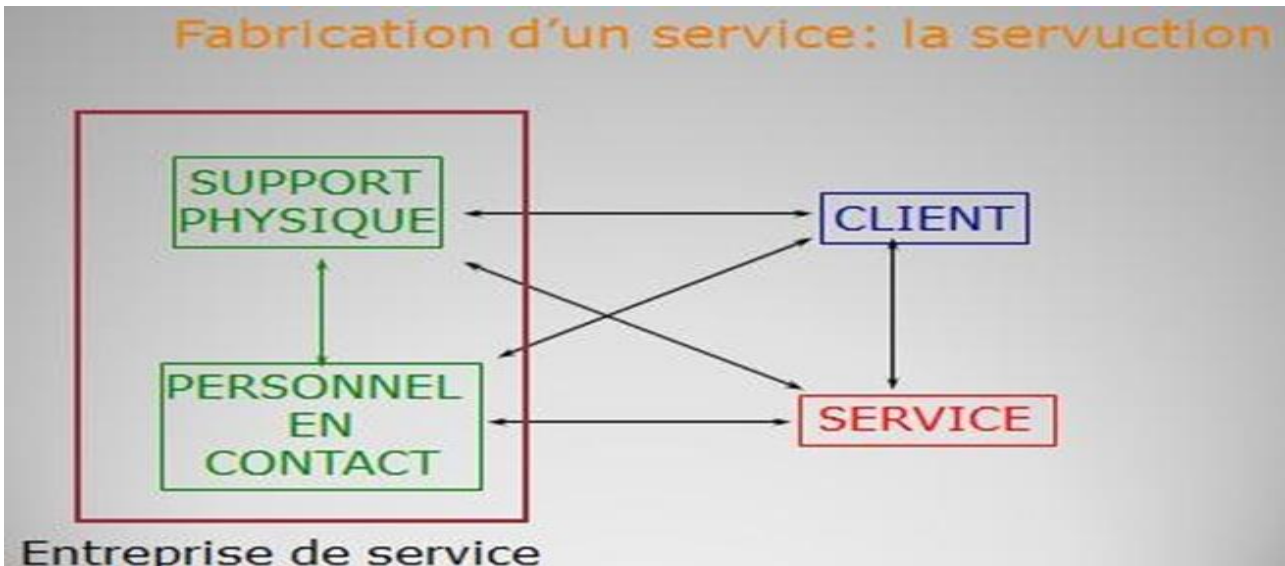 Fabrication d'un service: la servuction
SUPPORT
PHYSIQUE
CLIENT
PERSONNEL
EN
CONTACT
SERVICE
Entreprise de service